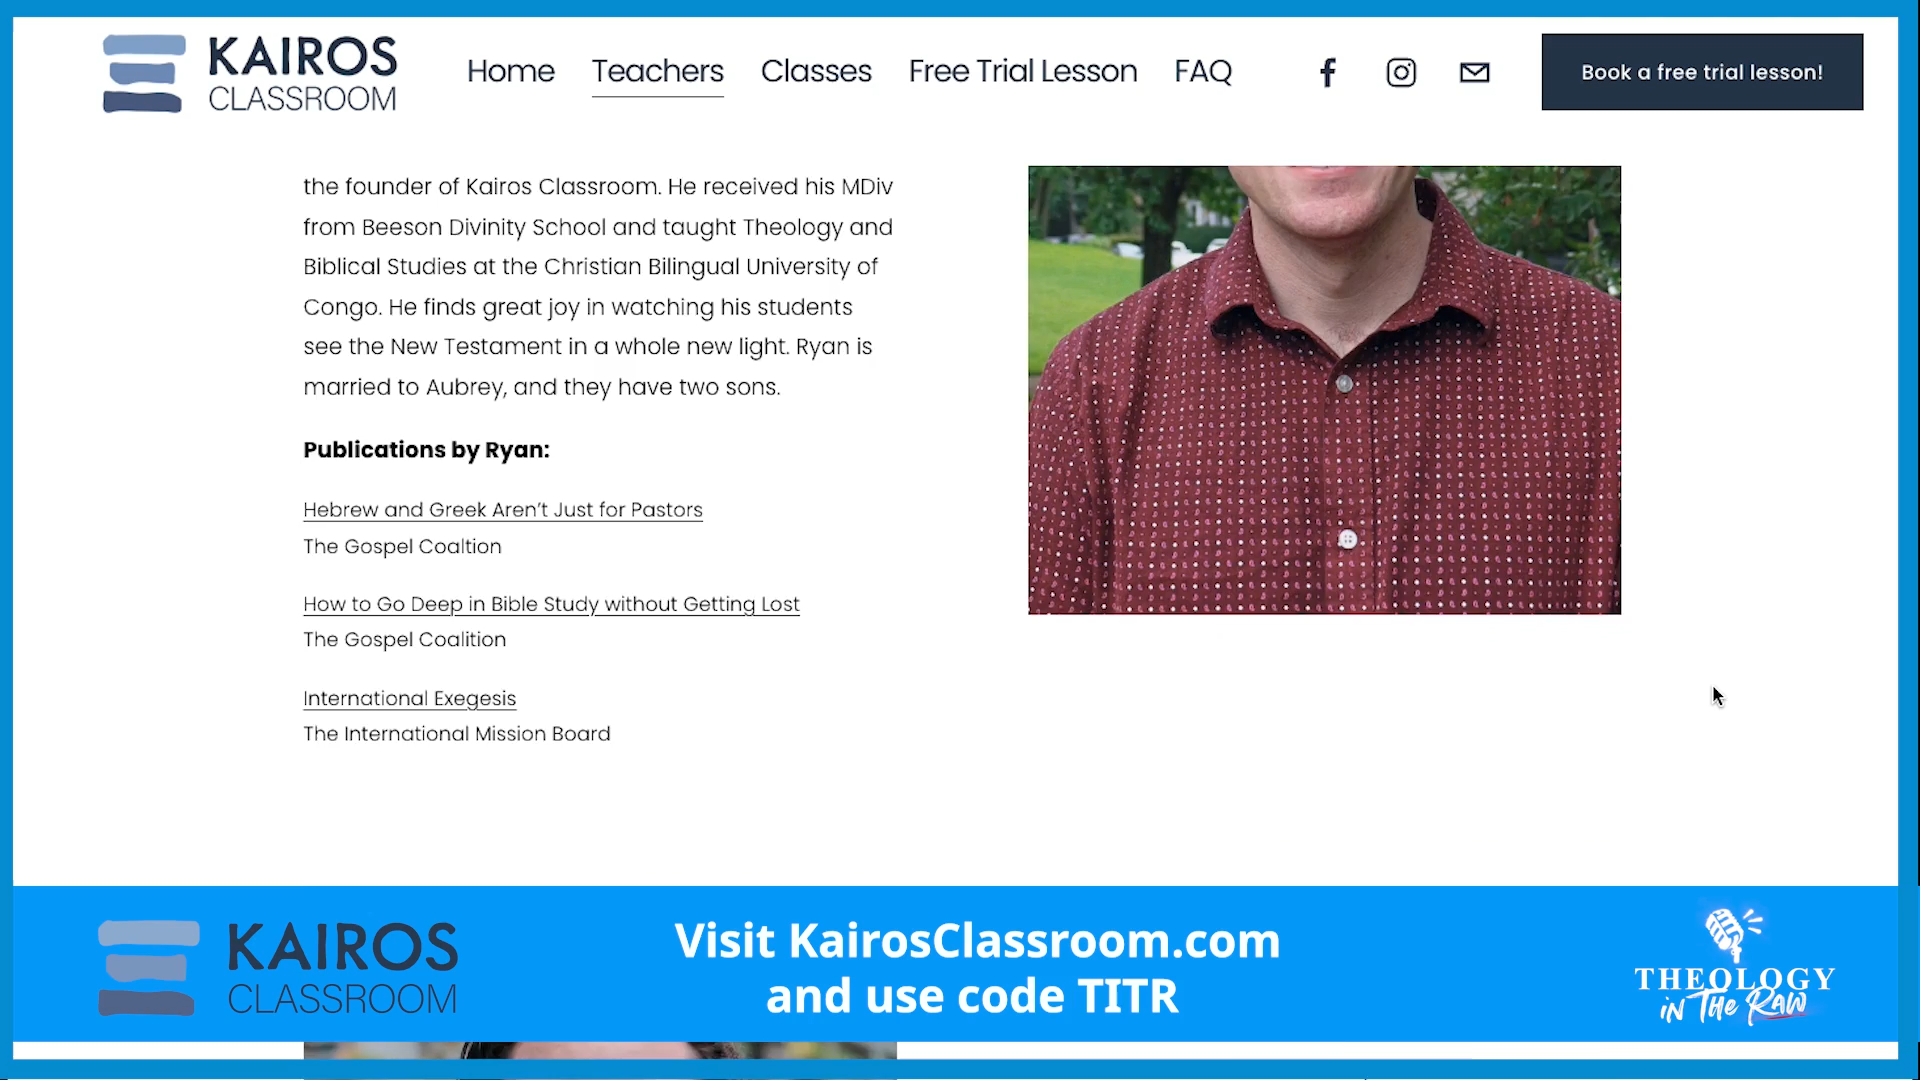 KAIROS
CLASSROOM
Home Teachers Classes Free Trial Lesson FAQ
Book a free trial lesson!
the founder of Kairos Classroom. He received his MDiv
from Beeson Divinity School and taught Theology and
Biblical Studies at the Christian Bilingual University of
Congo. He finds great joy in watching his students
see the New Testament in a whole new light. Ryan is
married to Aubrey, and they have two sons.
Publications by Ryan:
Hebrew and Greek Aren't Just for Pastors
The Gospel Coaltion
How to Go Deep in Bible Study without Getting Lost
The Gospel Coalition
International Exegesis
The International Mission Board
KAIROS
CLASSROOM
Visit KairosClassroom.com
and use code TITR
THEOLOGY
in The Raw